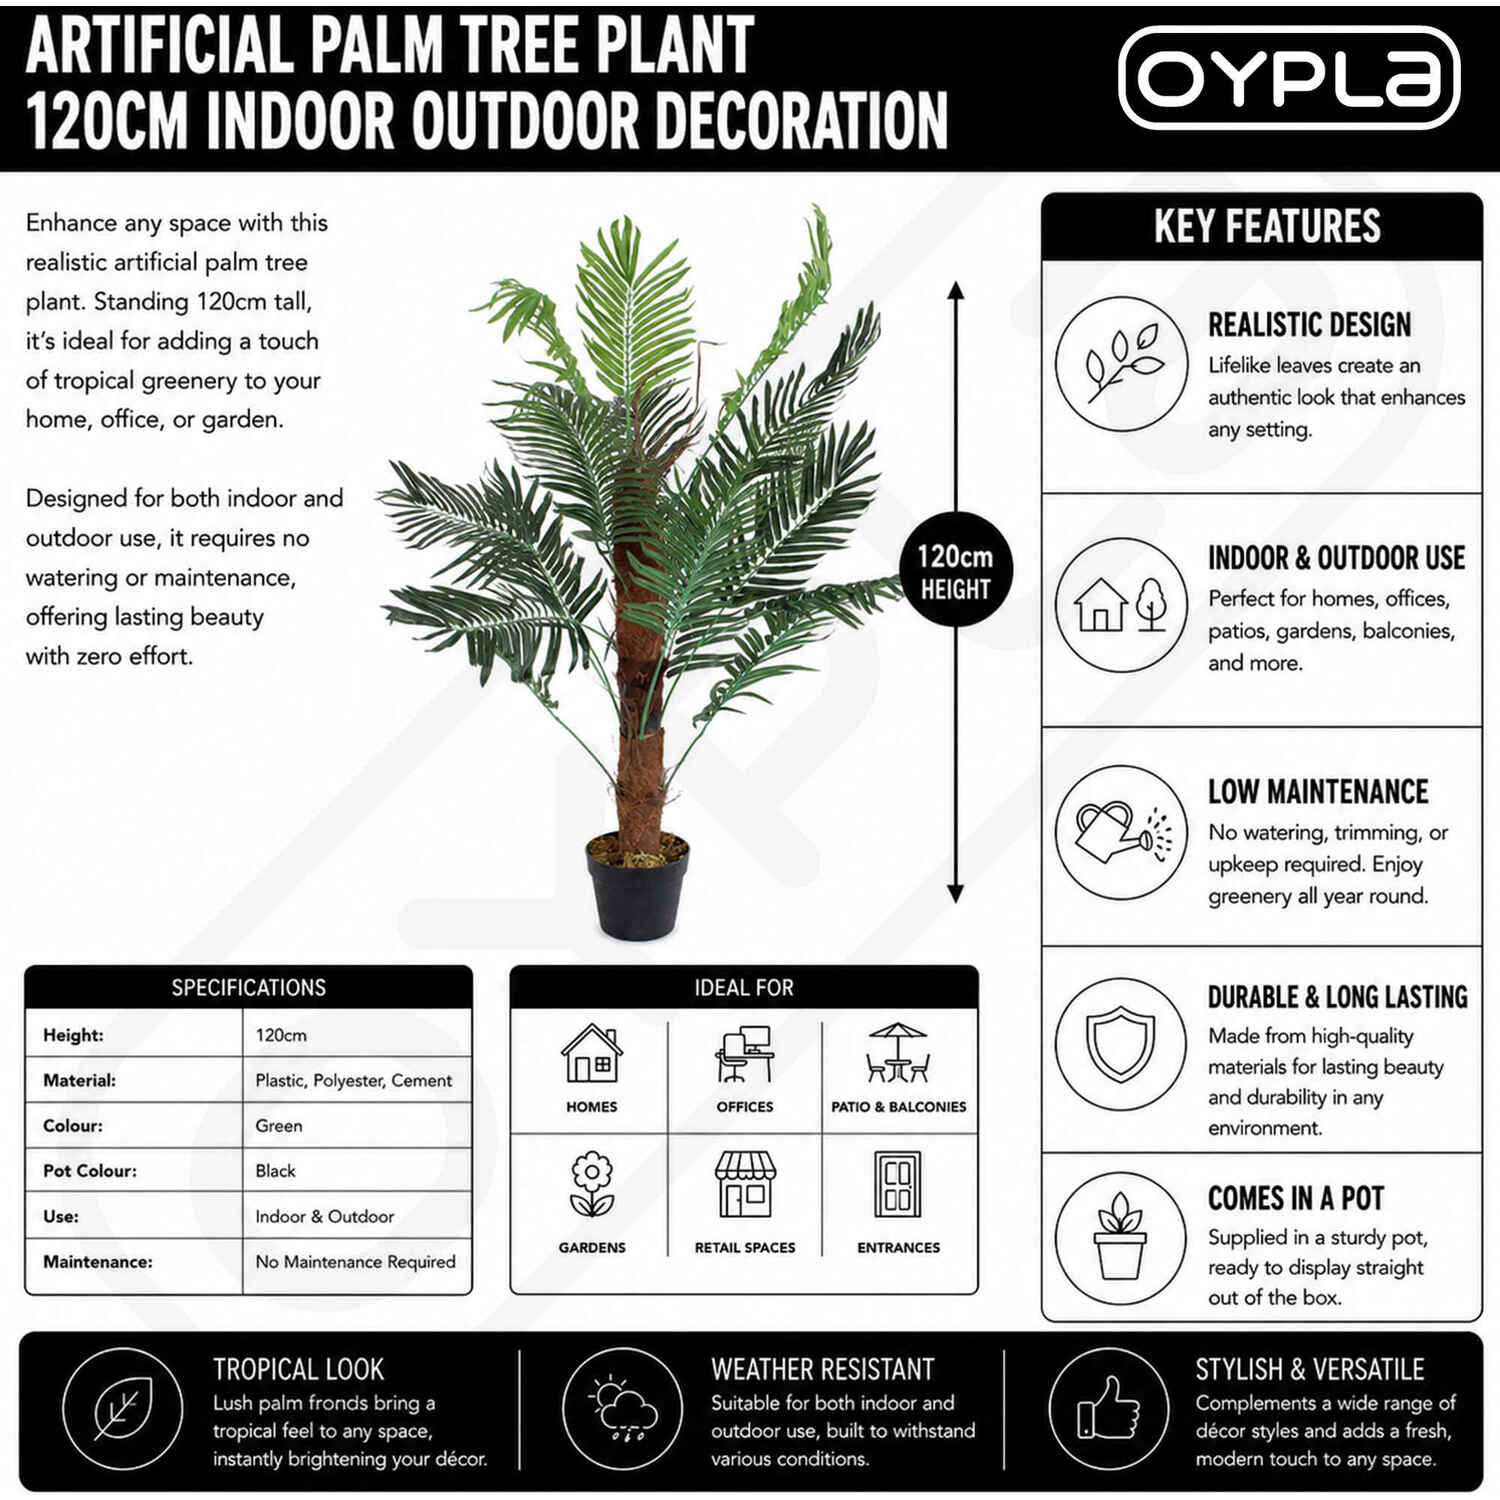 ARTIFICIAL PALM TREE PLANT
120CM INDOOR OUTDOOR DECORATION
OYPLa
Enhance any space with this
realistic artificial palm tree
plant. Standing 120cm tall,
it's ideal for adding a touch
of tropical greenery to your
home, office, or garden.
Designed for both indoor and
outdoor use, it requires no
watering or maintenance,
offering lasting beauty
with zero effort.
120cm
HEIGHT
KEY FEATURES
REALISTIC DESIGN
Lifelike leaves create an
authentic look that enhances
any setting.
INDOOR & OUTDOOR USE
Perfect for homes, offices,
patios, gardens, balconies,
and more.
LOW MAINTENANCE
No watering, trimming, or
upkeep required. Enjoy
greenery all year round.
DURABLE & LONG LASTING
Made from high-quality
materials for lasting beauty
and durability in any
environment.
COMES IN A POT
Supplied in a sturdy pot,
ready to display straight
out of the box.
SPECIFICATIONS
Height: 120cm
Material: Plastic, Polyester, Cement
Colour: Green
Pot Colour: Black
Use: Indoor & Outdoor
Maintenance: No Maintenance Required
IDEAL FOR
HOMES OFFICES PATIO & BALCONIES
GARDENS RETAIL SPACES ENTRANCES
TROPICAL LOOK
Lush palm fronds bring a
tropical feel to any space,
instantly brightening your décor.
WEATHER RESISTANT
Suitable for both indoor and
outdoor use, built to withstand
various conditions.
STYLISH & VERSATILE
Complements a wide range of
décor styles and adds a fresh,
modern touch to any space.